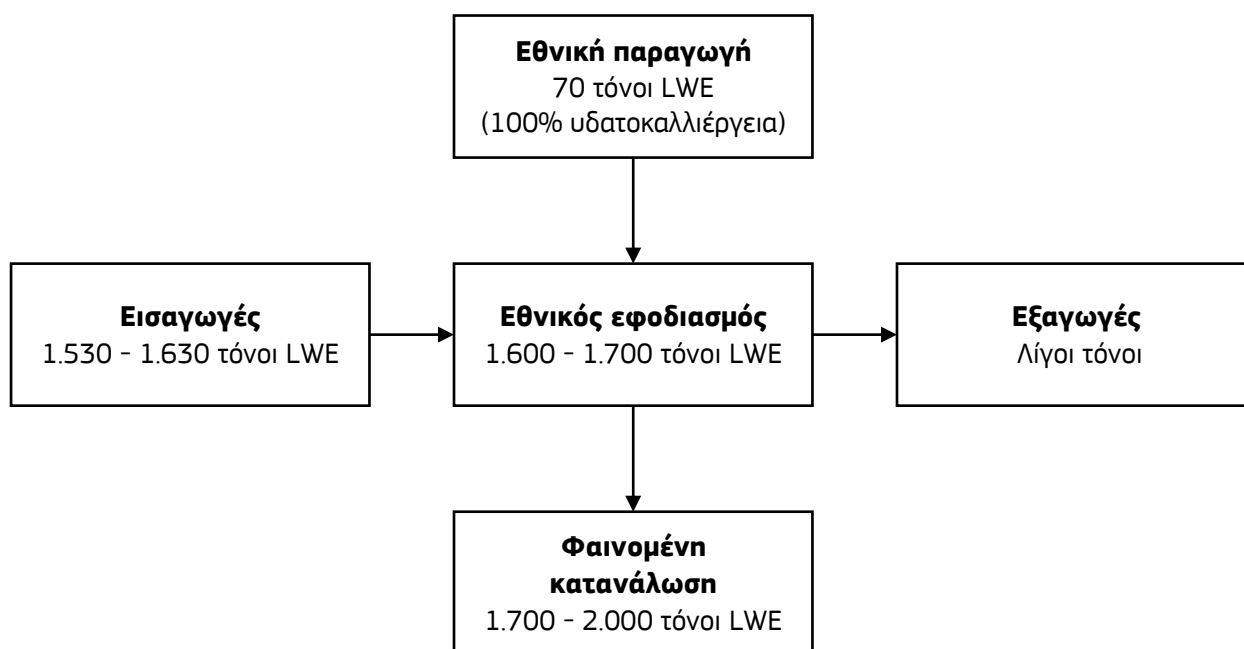 Εθνική παραγωγή
70 τόνοι LWE
(100% υδατοκαλλιέργεια)
Εισαγωγές
1.530 - 1.630 τόνοι LWE
Εθνικός εφοδιασμός
1.600 - 1.700 τόνοι LWE
Εξαγωγές
Λίγοι τόνοι
Φαινομένη
κατανάλωση
1.700 - 2.000 τόνοι LWE